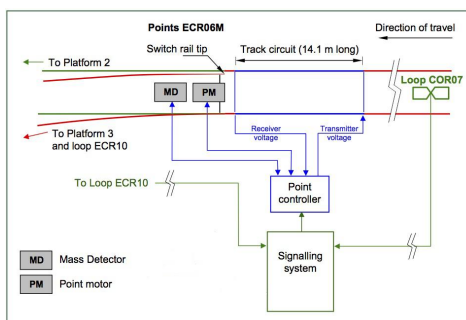 Points ECR06M
Direction of travel
To Platform 2
Switch rail tip
Track circuit (14.1 m long)
Loop COR07
MD
PM
To Platform 3
and loop ECR10
Receiver
voltage
Transmitter
voltage
To Loop ECR10
Point
controller
Signalling
system
MD
Mass Detector
PM
Point motor